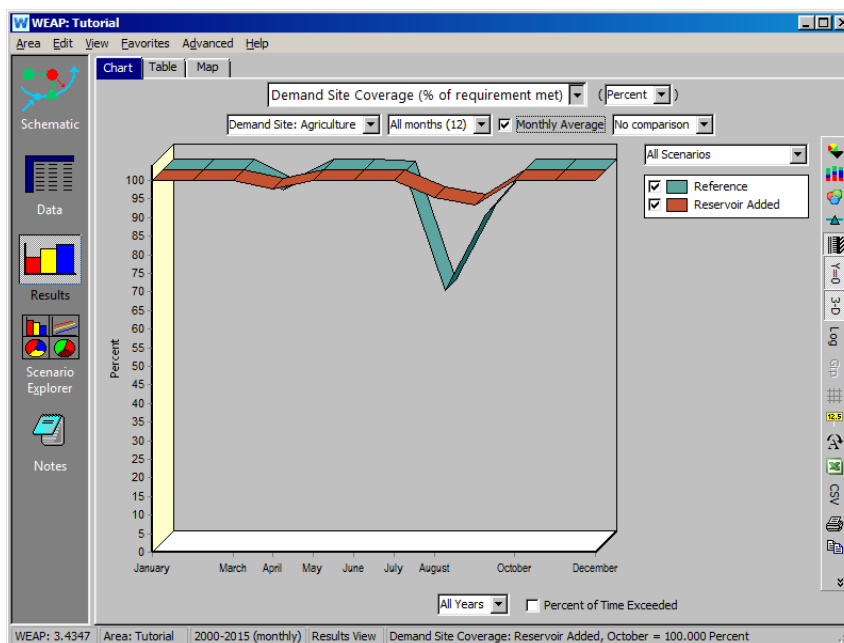 WEAP: Tutorial
Area Edit View Favorites Advanced Help
Chart Table Map
Demand Site Coverage (% of requirement met) ( Percent )
Demand Site: Agriculture All months (12) Monthly Average No comparison
All Scenarios
Reference
Reservoir Added
Schematic
Data
Results
Scenario
Explorer
Notes
Percent
100
95
90
85
80
75
70
65
60
55
50
45
40
35
30
25
20
15
10
5
0
January March April May June July August October December
Y=0
3-D
Log
Grp
12.5
A
CSV
All Years Percent of Time Exceeded
WEAP: 3.4347 Area: Tutorial 2000-2015 (monthly) Results View Demand Site Coverage: Reservoir Added, October = 100.000 Percent